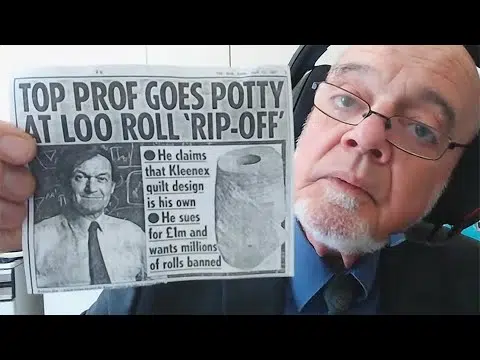 TOP PROF GOES POTTY
AT LOO ROLL 'RIP-OFF'
He claims
that Kleenex
quilt design
is his own
He sues
for £1m and
wants millions
of rolls banned